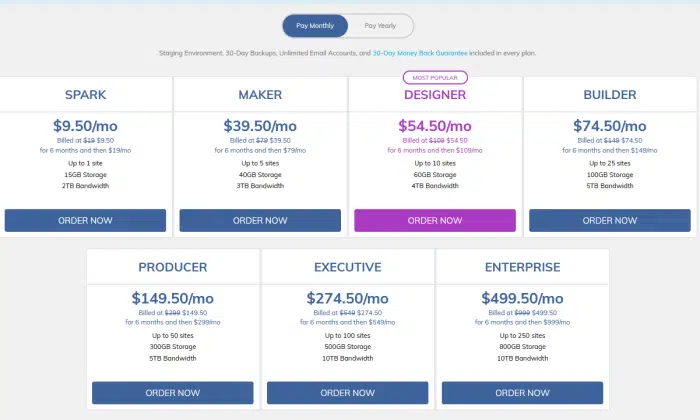 Pay Monthly
Pay Yearly
Staging Environment, 30-Day Backups, Unlimited Email Accounts, and 30-Day Money Back Guarantee included in every plan.
SPARK
$9.50/mo
Billed at $19 $9.50
for 6 months and then $19/mo
Up to 1 site
15GB Storage
2TB Bandwidth
ORDER NOW
MAKER
$39.50/mo
Billed at $79 $39.50
for 6 months and then $79/mo
Up to 5 sites
40GB Storage
3TB Bandwidth
ORDER NOW
MOST POPULAR
DESIGNER
$54.50/mo
Billed at $109 $54.50
for 6 months and then $109/mo
Up to 10 sites
60GB Storage
4TB Bandwidth
ORDER NOW
BUILDER
$74.50/mo
Billed at $149 $74.50
for 6 months and then $149/mo
Up to 25 sites
100GB Storage
5TB Bandwidth
ORDER NOW
PRODUCER
$149.50/mo
Billed at $299 $149.50
for 6 months and then $299/mo
Up to 50 sites
300GB Storage
5TB Bandwidth
ORDER NOW
EXECUTIVE
$274.50/mo
Billed at $549 $274.50
for 6 months and then $549/mo
Up to 100 sites
500GB Storage
10TB Bandwidth
ORDER NOW
ENTERPRISE
$499.50/mo
Billed at $999 $499.50
for 6 months and then $999/mo
Up to 250 sites
800GB Storage
10TB Bandwidth
ORDER NOW